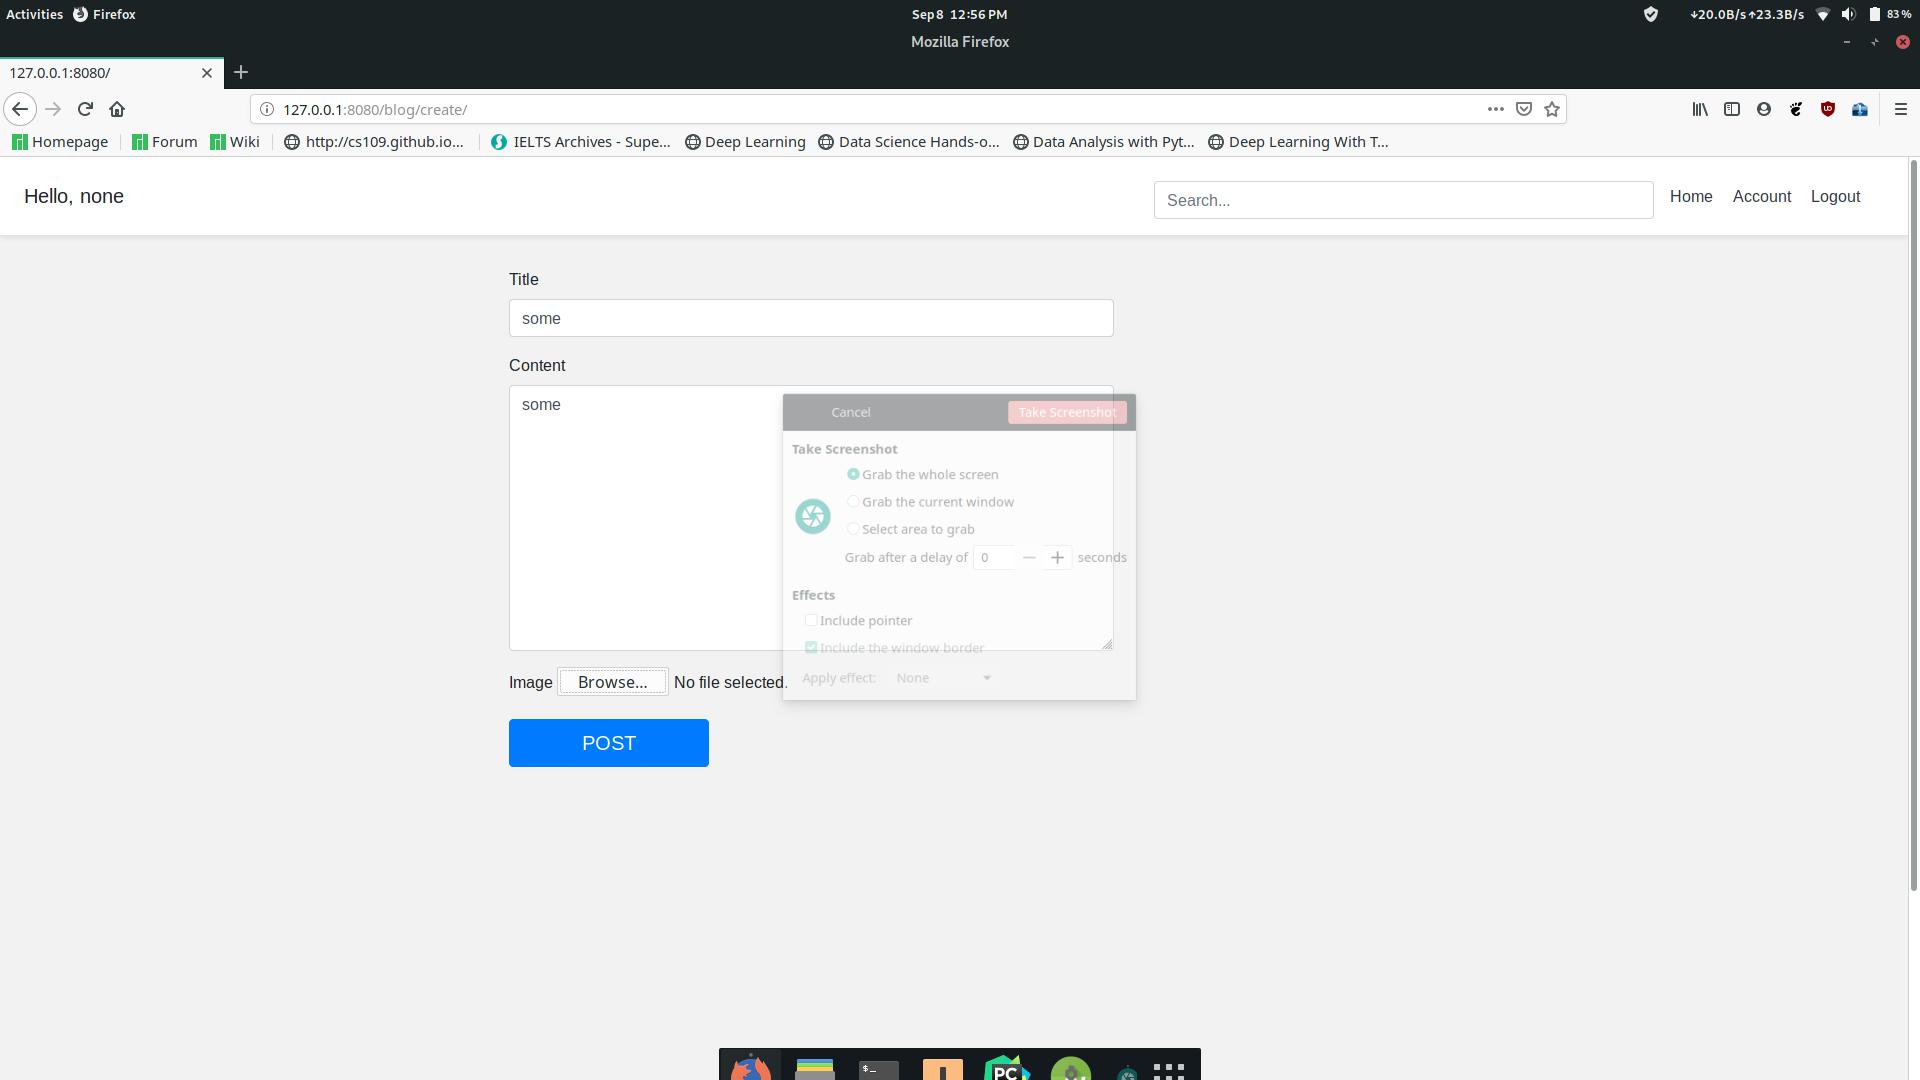 Activities Firefox Sep 8 12:56 PM ↓20.0B/s ↑23.3B/s 83 %
Mozilla Firefox
127.0.0.1:8080/
127.0.0.1:8080/blog/create/
Homepage Forum Wiki http://cs109.github.io... IELTS Archives - Supe... Deep Learning Data Science Hands-o... Data Analysis with Pyt... Deep Learning With T...
Hello, none Search... Home Account Logout
Title
some
Content
some
Cancel Take Screenshot
Take Screenshot
Grab the whole screen
Grab the current window
Select area to grab
Grab after a delay of 0 seconds
Effects
Include pointer
Include the window border
Apply effect: None
Image Browse... No file selected.
POST
$_ PC